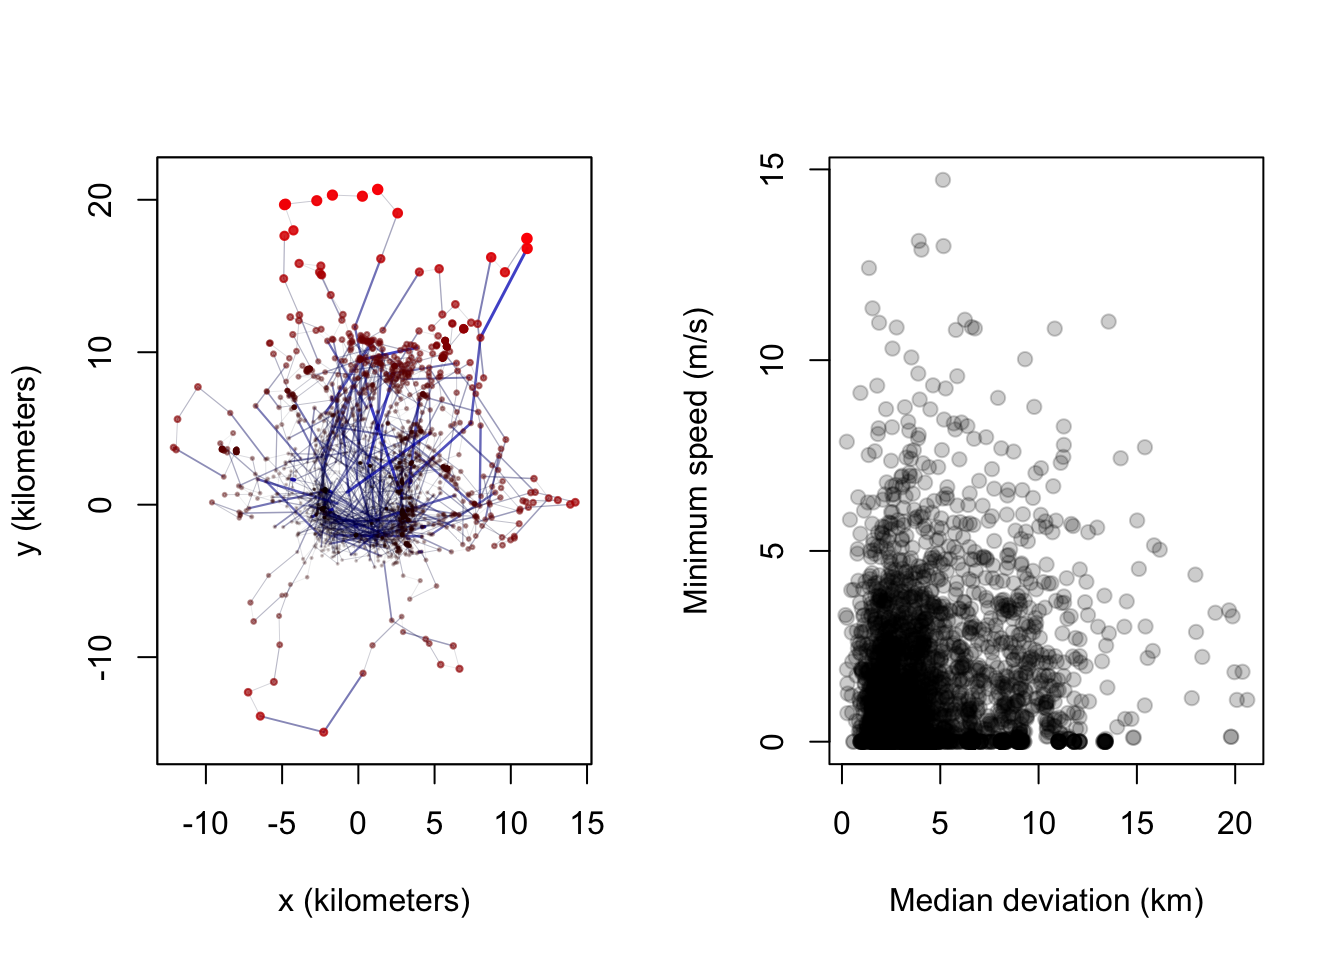 y (kilometers)
20
10
0
-10
-10 -5 0 5 10 15
x (kilometers)
Minimum speed (m/s)
15
10
5
0
0 5 10 15 20
Median deviation (km)